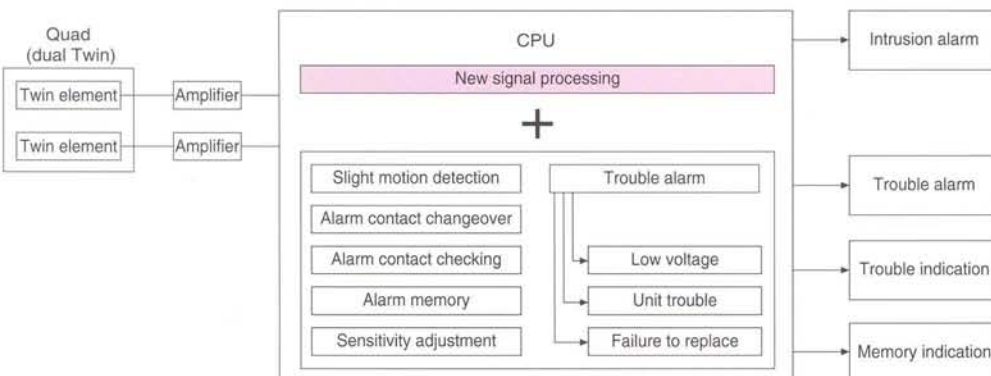 Quad
(dual Twin)
Twin element
Amplifier
Twin element
Amplifier
CPU
New signal processing
+
Slight motion detection
Alarm contact changeover
Alarm contact checking
Alarm memory
Sensitivity adjustment
Trouble alarm
Low voltage
Unit trouble
Failure to replace
Intrusion alarm
Trouble alarm
Trouble indication
Memory indication